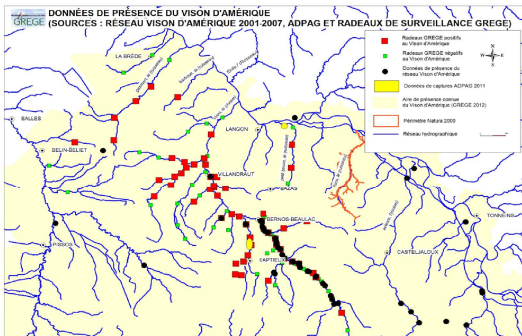 DONNÉES DE PRÉSENCE DU VISON D'AMÉRIQUE
(SOURCES : RÉSEAU VISON D'AMÉRIQUE 2001-2007, ADPAG ET RADEAUX DE SURVEILLANCE GREGE)
GREGE
Radeaux GREGE positifs
au Vison d'Amérique
Radeaux GREGE négatifs
au Vison d'Amérique
Données de présence du
réseau Vison d'Amérique
Données de captures ADPAG 2011
Aire de présence connue
du Vison d'Amérique (GREGE 2012)
Périmètre Natura 2000
Réseau hydrographique
N
W
E
S
LA BRÈDE
SALLES
LANGON
BELIN-BELIET
VILLANDRAUT
BAZAS
BERNOS-BEAULAC
TONNEINS
PISSOS
CASTELJALOUX
CAPTIEUX